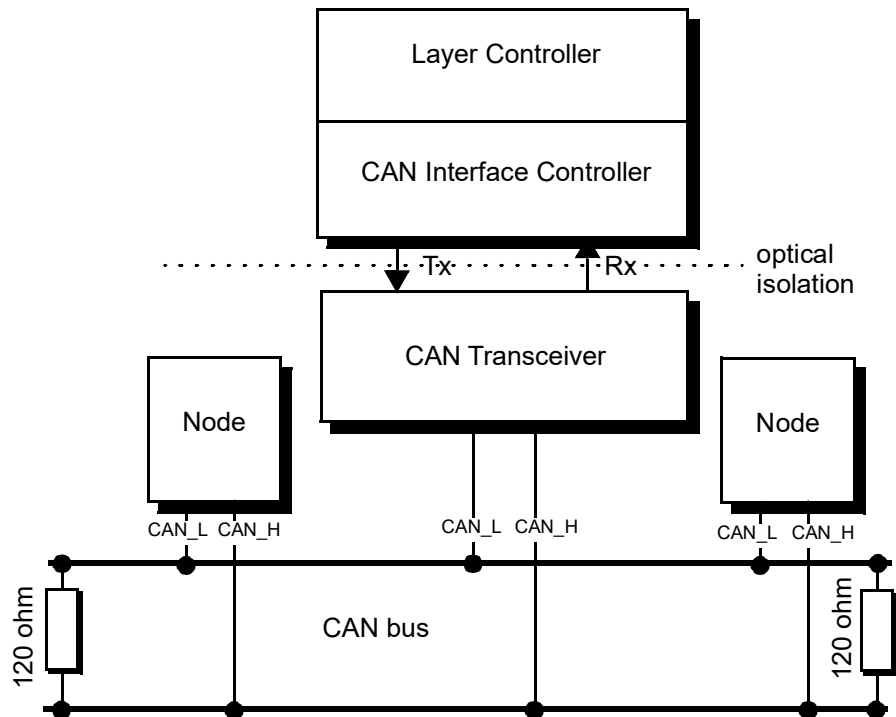 Layer Controller
CAN Interface Controller
Tx
Rx
optical
isolation
CAN Transceiver
Node
Node
CAN_L CAN_H
CAN_L CAN_H
CAN_L CAN_H
120 ohm
CAN bus
120 ohm